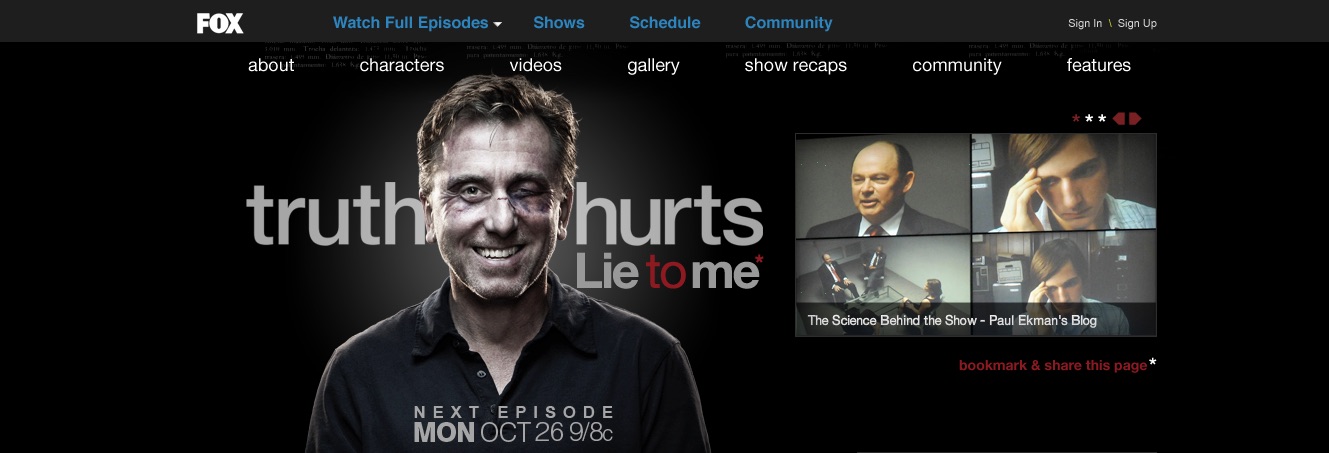 FOX
Watch Full Episodes
Shows
Schedule
Community
Sign In \ Sign Up
about
characters
videos
gallery
show recaps
community
features
* * *
truth hurts
Lie to me*
The Science Behind the Show - Paul Ekman's Blog
bookmark & share this page*
NEXT EPISODE
MON OCT 26 9/8c